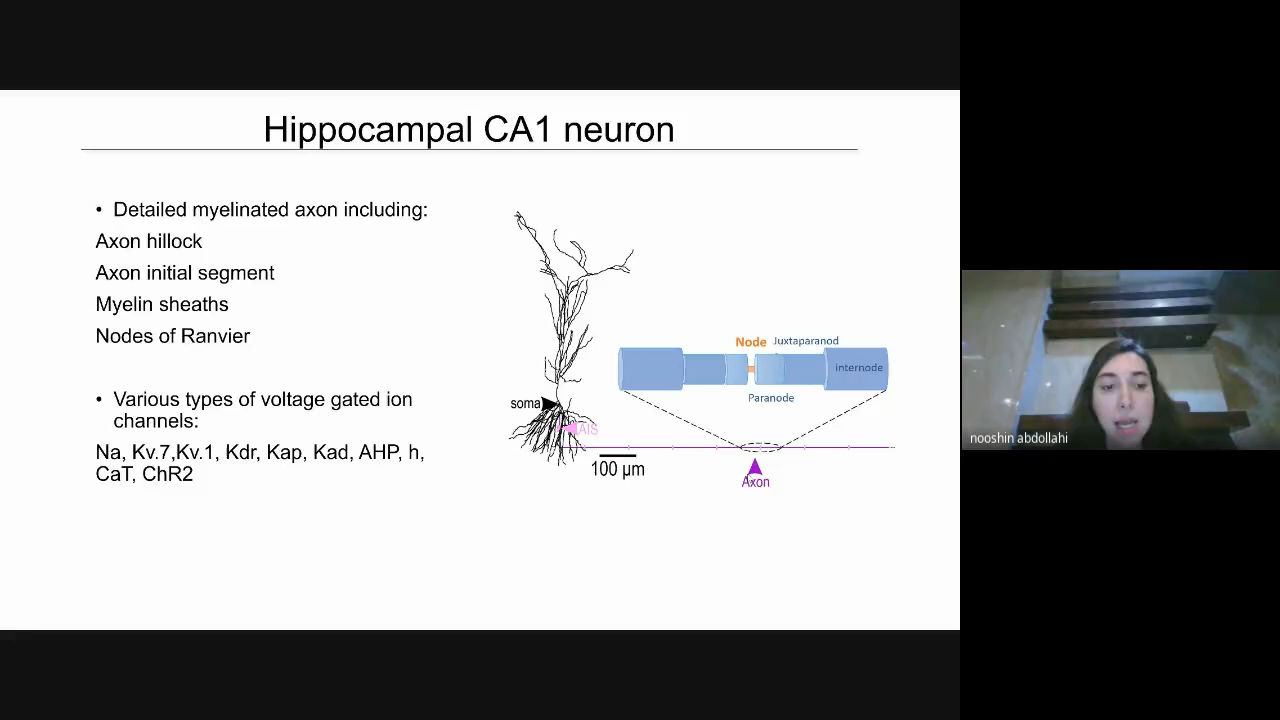 Hippocampal CA1 neuron
• Detailed myelinated axon including:
Axon hillock
Axon initial segment
Myelin sheaths
Nodes of Ranvier
• Various types of voltage gated ion
channels:
Na, Kv.7,Kv.1, Kdr, Kap, Kad, AHP, h,
CaT, ChR2
Node
Juxtaparanod
internode
Paranode
soma
AIS
100 µm
Axon
nooshin abdollahi